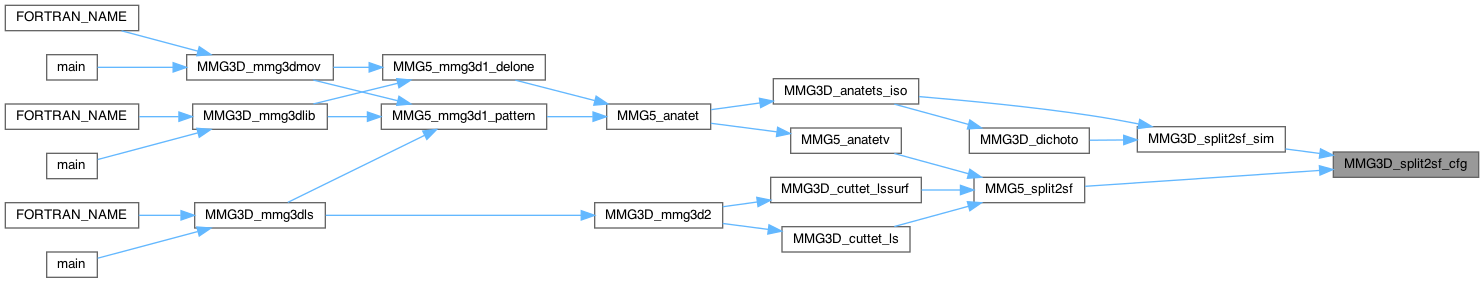 FORTRAN_NAME
main
MMG3D_mmg3dmov
MMG5_mmg3d1_delone
FORTRAN_NAME
MMG3D_mmg3dlib
MMG5_mmg3d1_pattern
main
MMG5_anatet
MMG3D_anatets_iso
MMG5_anatetv
MMG3D_dichoto
MMG3D_split2sf_sim
MMG3D_split2sf_cfg
MMG3D_cuttet_lssurf
MMG5_split2sf
FORTRAN_NAME
MMG3D_mmg3dls
MMG3D_mmg3d2
MMG3D_cuttet_ls
main